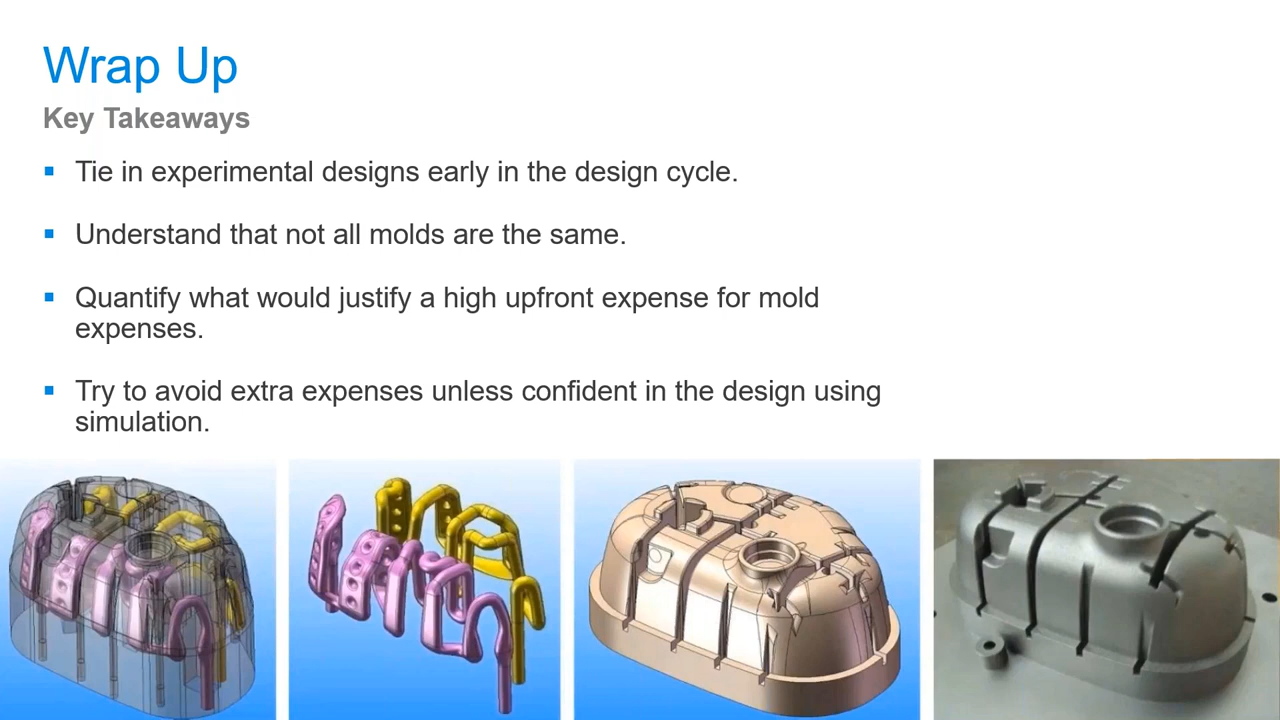 Wrap Up
Key Takeaways
▪ Tie in experimental designs early in the design cycle.
▪ Understand that not all molds are the same.
▪ Quantify what would justify a high upfront expense for mold
expenses.
▪ Try to avoid extra expenses unless confident in the design using
simulation.